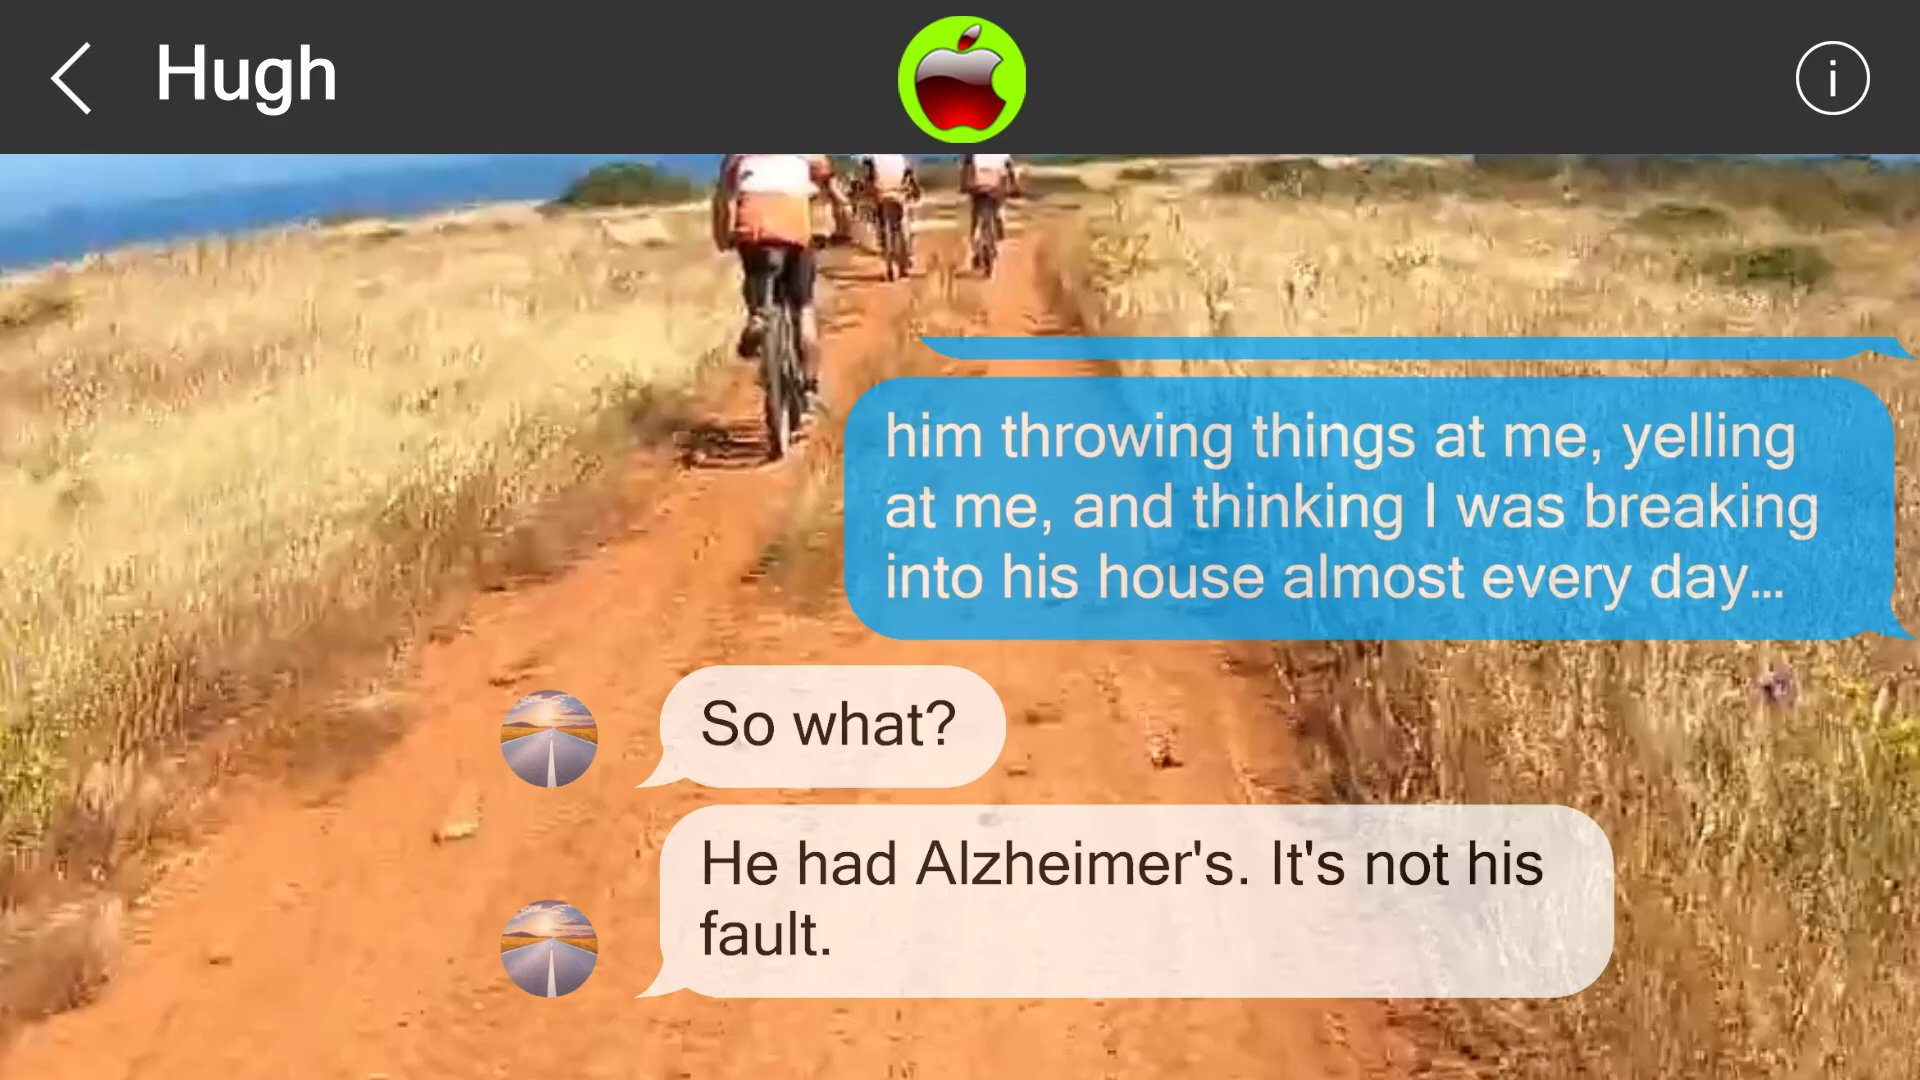 Hugh
i
him throwing things at me, yelling
at me, and thinking I was breaking
into his house almost every day...
So what?
He had Alzheimer's. It's not his
fault.